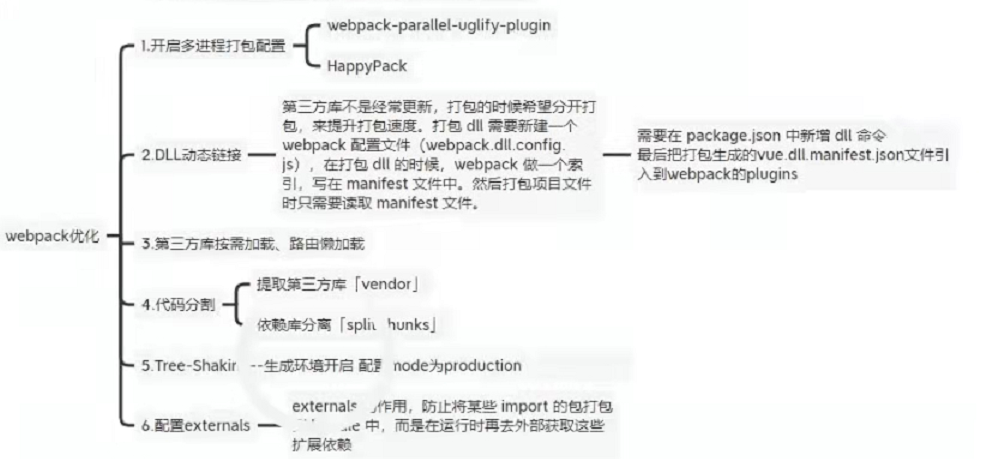 webpack优化
1.开启多进程打包配置
webpack-parallel-uglify-plugin
HappyPack
2.DLL动态链接
第三方库不是经常更新，打包的时候希望分开打
包，来提升打包速度。打包 dll 需要新建一个
webpack 配置文件（webpack.dll.config.
js），在打包 dll 的时候，webpack 做一个索
引，写在 manifest 文件中。然后打包项目文件
时只需要读取 manifest 文件。
需要在 package.json 中新增 dll 命令
最后把打包生成的vue.dll.manifest.json文件引
入到webpack的plugins
3.第三方库按需加载、路由懒加载
4.代码分割
提取第三方库「vendor」
依赖库分离「
5.
--生成环境开启 配置 mode为production
6.配置externals
externals 作用，防止将某些 import 的包打包
中，而是在运行时再去外部获取这些
扩展依赖